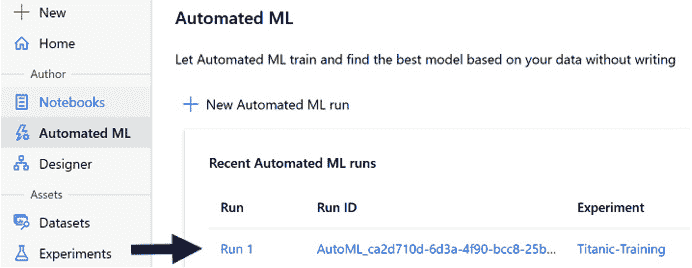 New
Home
Author
Notebooks
Automated ML
Designer
Assets
Datasets
Experiments
Automated ML
Let Automated ML train and find the best model based on your data without writing
New Automated ML run
Recent Automated ML runs
Run Run ID Experiment
Run 1 AutoML_ca2d710d-6d3a-4f90-bcc8-25b... Titanic-Training